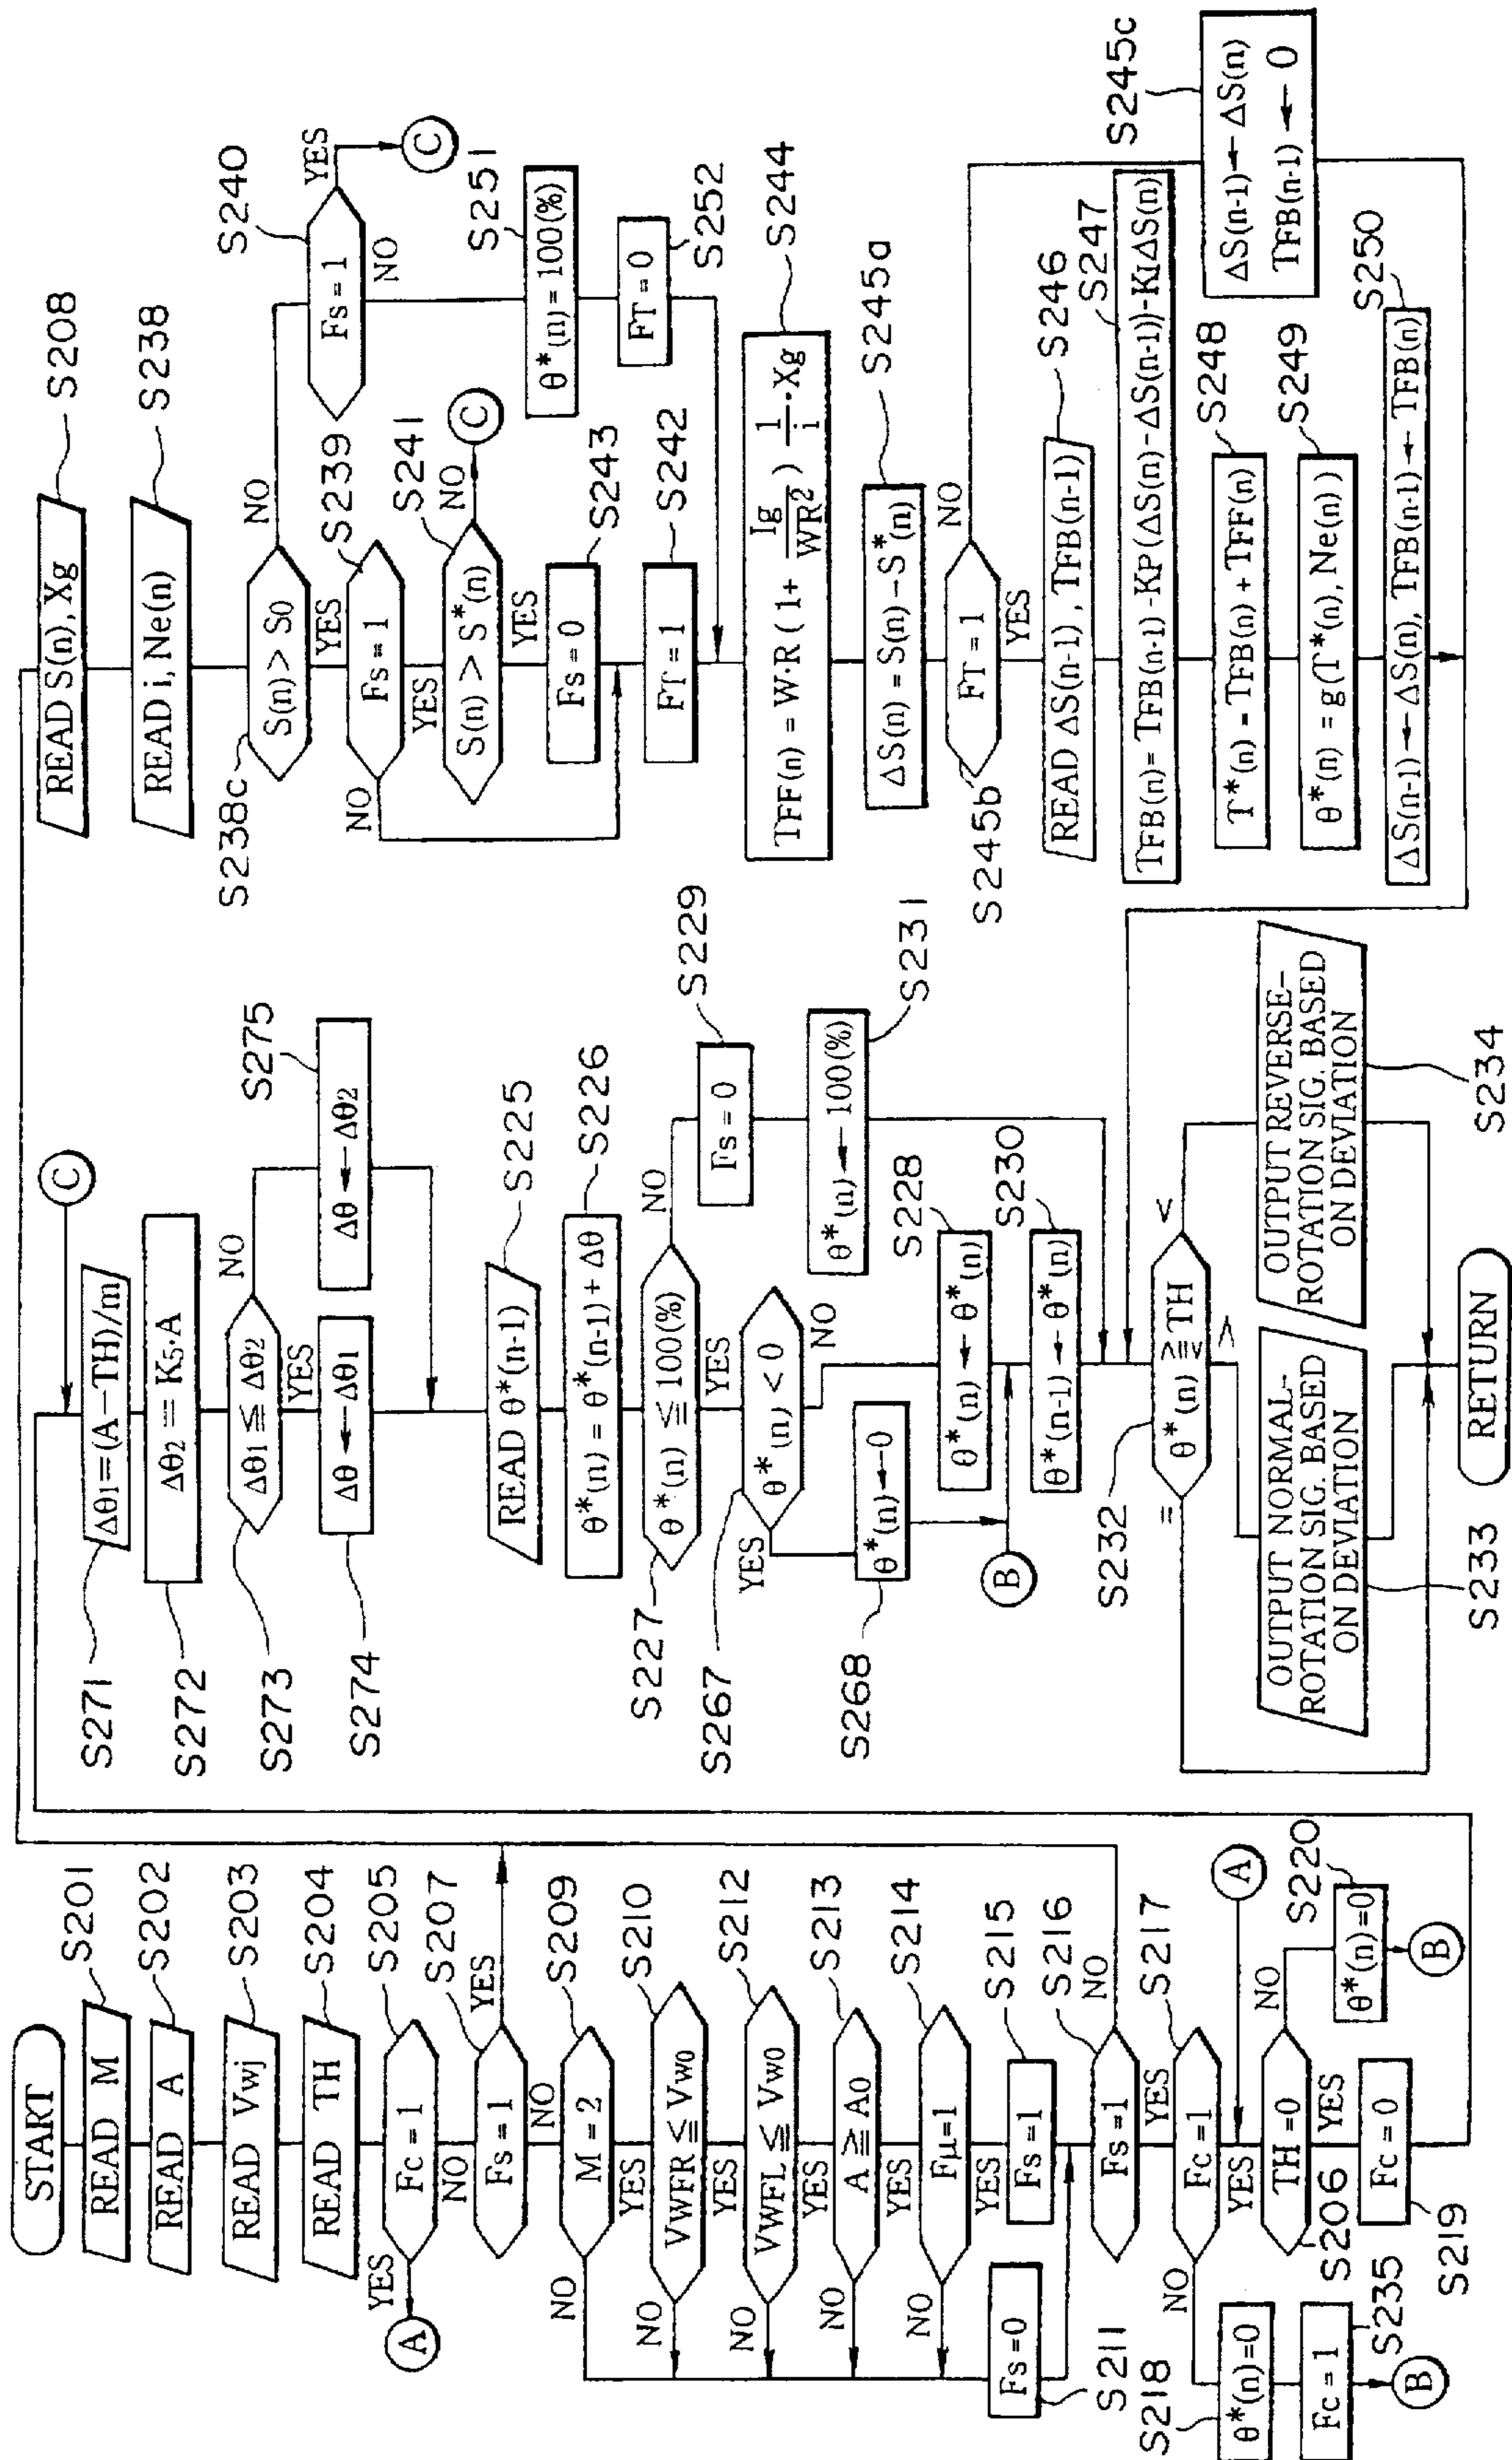 START
READ M
S201
READ A
S202
READ Vwj
S203
READ TH
S204
Fc = 1
S205
YES
A
NO
Fs = 1
S207
YES
NO
M = 2
S209
NO
YES
VWFR ≦ Vw0
S210
NO
YES
VWFL ≦ Vw0
S212
NO
YES
A ≧ A0
S213
NO
YES
Fμ=1
S214
NO
YES
Fs = 1
S215
Fs = 0
S211
Fs = 1
S216
NO
YES
Fc = 1
S217
NO
YES
θ*(n)=0
S218
Fc = 1
S235
B
A
TH = 0
S206
NO
YES
θ*(n)=0
S220
B
Fc = 0
S219
C
Δθ1=(A−TH)/m
S271
Δθ2 = K5·A
S272
Δθ1 ≦ Δθ2
S273
NO
YES
Δθ ← Δθ1
S274
Δθ ← Δθ2
S275
READ θ*(n-1)
S225
θ*(n) = θ*(n-1) + Δθ
S226
θ*(n) ≦ 100(%)
S227
NO
YES
Fs = 0
S229
θ*(n) ← 100(%)
S231
θ*(n) < 0
S267
YES
NO
θ*(n) ← 0
S268
θ*(n) ← θ*(n)
S228
B
θ*(n-1) ← θ*(n)
S230
θ*(n) ⋛ TH
S232
=
>
<
OUTPUT NORMAL-
ROTATION SIG. BASED
ON DEVIATION
S233
OUTPUT REVERSE-
ROTATION SIG. BASED
ON DEVIATION
S234
RETURN
READ S(n), Xg
S208
READ i, Ne(n)
S238
S(n) > S0
S238c
NO
YES
Fs = 1
S240
YES
C
NO
Fs = 1
S239
NO
YES
S(n) > S*(n)
S241
NO
C
YES
θ*(n) = 100(%)
S251
Fs = 0
S243
FT = 0
S252
FT = 1
S242
TFF(n) = W·R ( 1 + Ig/WR2 ) 1/i · Xg
S244
ΔS(n) = S(n) − S*(n)
S245a
FT = 1
S245b
NO
YES
READ ΔS(n-1), TFB(n-1)
S246
TFB(n) = TFB(n-1) - KP(ΔS(n) - ΔS(n-1)) - KIΔS(n)
S247
T*(n) = TFB(n) + TFF(n)
S248
θ*(n) = g(T*(n), Ne(n))
S249
ΔS(n-1) ← ΔS(n), TFB(n-1) ← TFB(n)
S250
ΔS(n-1) ← ΔS(n)
TFB(n-1) ← 0
S245c